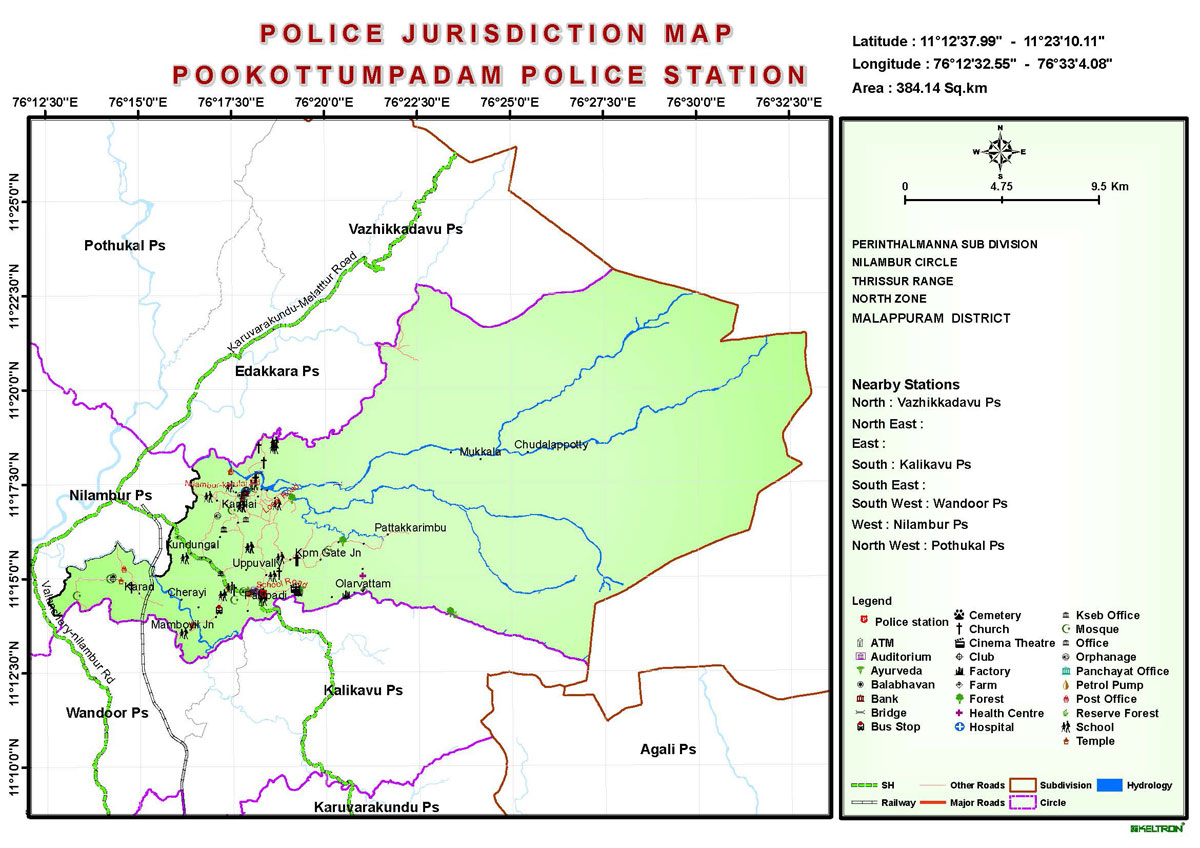 POLICE JURISDICTION MAP
POOKOTTUMPADAM POLICE STATION
Latitude : 11°12'37.99" - 11°23'10.11"
Longitude : 76°12'32.55" - 76°33'4.08"
Area : 384.14 Sq.km
76°12'30"E 76°15'0"E 76°17'30"E 76°20'0"E 76°22'30"E 76°25'0"E 76°27'30"E 76°30'0"E 76°32'30"E
11°25'0"N
11°22'30"N
11°20'0"N
11°17'30"N
11°15'0"N
11°12'30"N
11°10'0"N
Pothukal Ps
Vazhikkadavu Ps
Karuvarakundu-Melatttur Road
Edakkara Ps
Mukkala
Chudalappotty
Nilambur Ps
Pattakkarimbu
Kundungal
Kpm Gate Jn
Uppuvally
School Road
Olarvattam
Karad
Cherayi
Mamboyil Jn
Valanchary-nilambur Rd
Kalikavu Ps
Wandoor Ps
Agali Ps
Karuvarakundu Ps
N
W E
S
0 4.75 9.5 Km
PERINTHALMANNA SUB DIVISION
NILAMBUR CIRCLE
THRISSUR RANGE
NORTH ZONE
MALAPPURAM DISTRICT
Nearby Stations
North : Vazhikkadavu Ps
North East :
East :
South : Kalikavu Ps
South East :
South West : Wandoor Ps
West : Nilambur Ps
North West : Pothukal Ps
Legend
Police station
ATM
Auditorium
Ayurveda
Balabhavan
Bank
Bridge
Bus Stop
Cemetery
Church
Cinema Theatre
Club
Factory
Farm
Forest
Health Centre
Hospital
Kseb Office
Mosque
Office
Orphanage
Panchayat Office
Petrol Pump
Post Office
Reserve Forest
School
Temple
SH
Other Roads
Subdivision
Hydrology
Railway
Major Roads
Circle
KELTRON